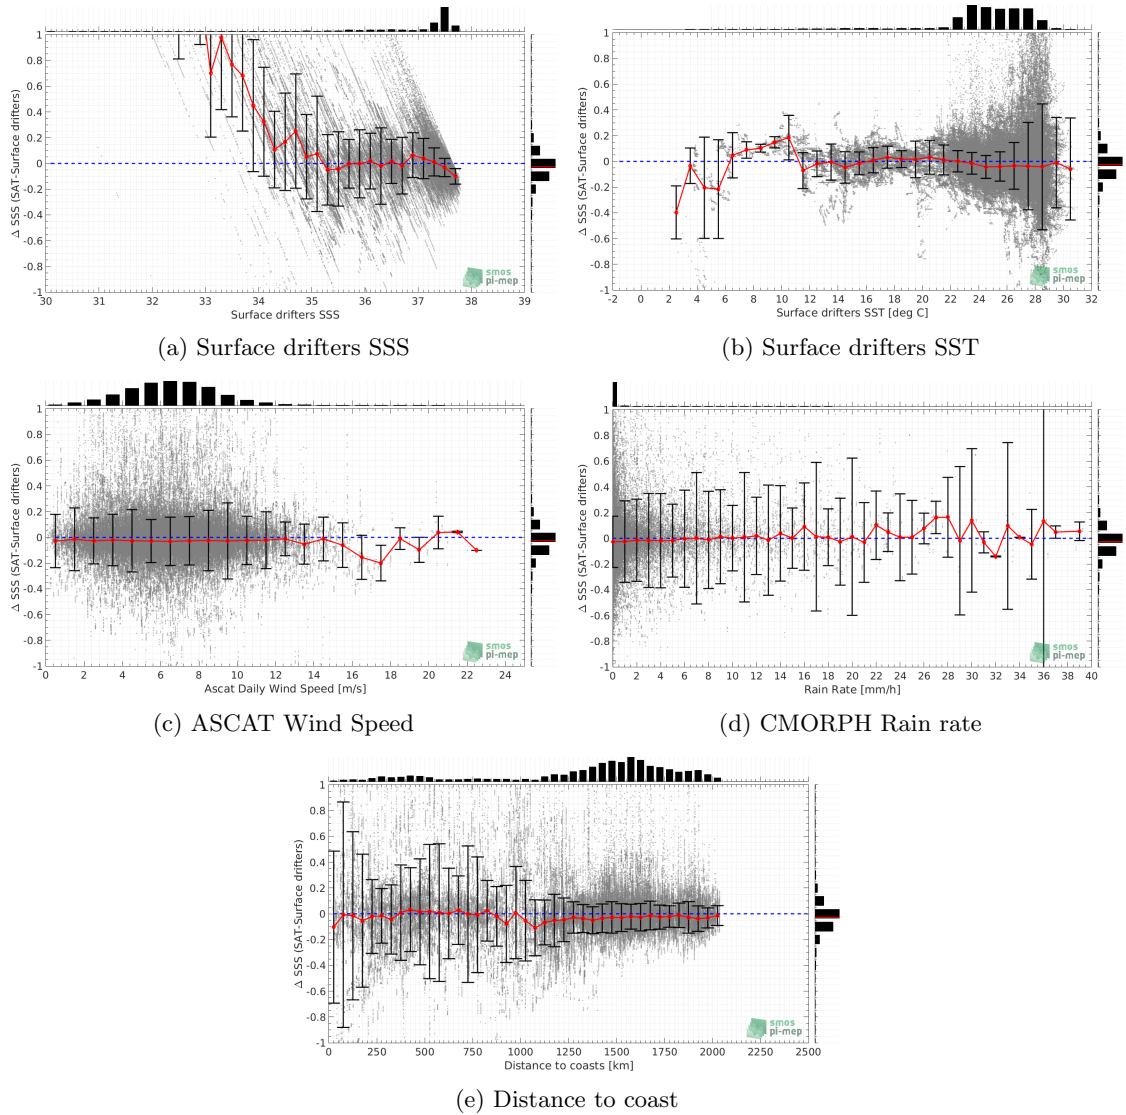 1
0.8
0.6
0.4
0.2
0
-0.2
-0.4
-0.6
-0.8
-1
Δ SSS (SAT-Surface drifters)
30 31 32 33 34 35 36 37 38 39
Surface drifters SSS
smos
pi-mep
(a) Surface drifters SSS
1
0.8
0.6
0.4
0.2
0
-0.2
-0.4
-0.6
-0.8
-1
Δ SSS (SAT-Surface drifters)
-2 0 2 4 6 8 10 12 14 16 18 20 22 24 26 28 30 32
Surface drifters SST [deg C]
smos
pi-mep
(b) Surface drifters SST
1
0.8
0.6
0.4
0.2
0
-0.2
-0.4
-0.6
-0.8
-1
Δ SSS (SAT-Surface drifters)
0 2 4 6 8 10 12 14 16 18 20 22 24
Ascat Daily Wind Speed [m/s]
smos
pi-mep
(c) ASCAT Wind Speed
1
0.8
0.6
0.4
0.2
0
-0.2
-0.4
-0.6
-0.8
-1
Δ SSS (SAT-Surface drifters)
0 2 4 6 8 10 12 14 16 18 20 22 24 26 28 30 32 34 36 38 40
Rain Rate [mm/h]
smos
pi-mep
(d) CMORPH Rain rate
1
0.8
0.6
0.4
0.2
0
-0.2
-0.4
-0.6
-0.8
-1
Δ SSS (SAT-Surface drifters)
0 250 500 750 1000 1250 1500 1750 2000 2250 2500
Distance to coasts [km]
smos
pi-mep
(e) Distance to coast